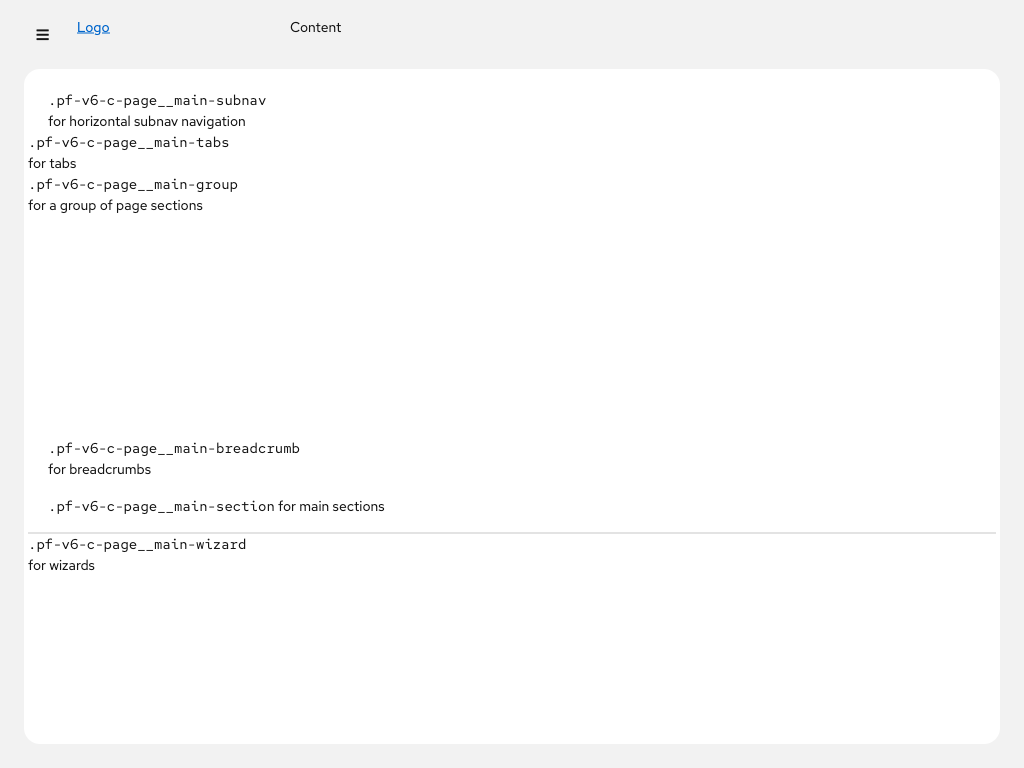 Logo
Content
.pf-v6-c-page__main-subnav
for horizontal subnav navigation
.pf-v6-c-page__main-tabs
for tabs
.pf-v6-c-page__main-group
for a group of page sections
.pf-v6-c-page__main-breadcrumb
for breadcrumbs
.pf-v6-c-page__main-section for main sections
.pf-v6-c-page__main-wizard
for wizards